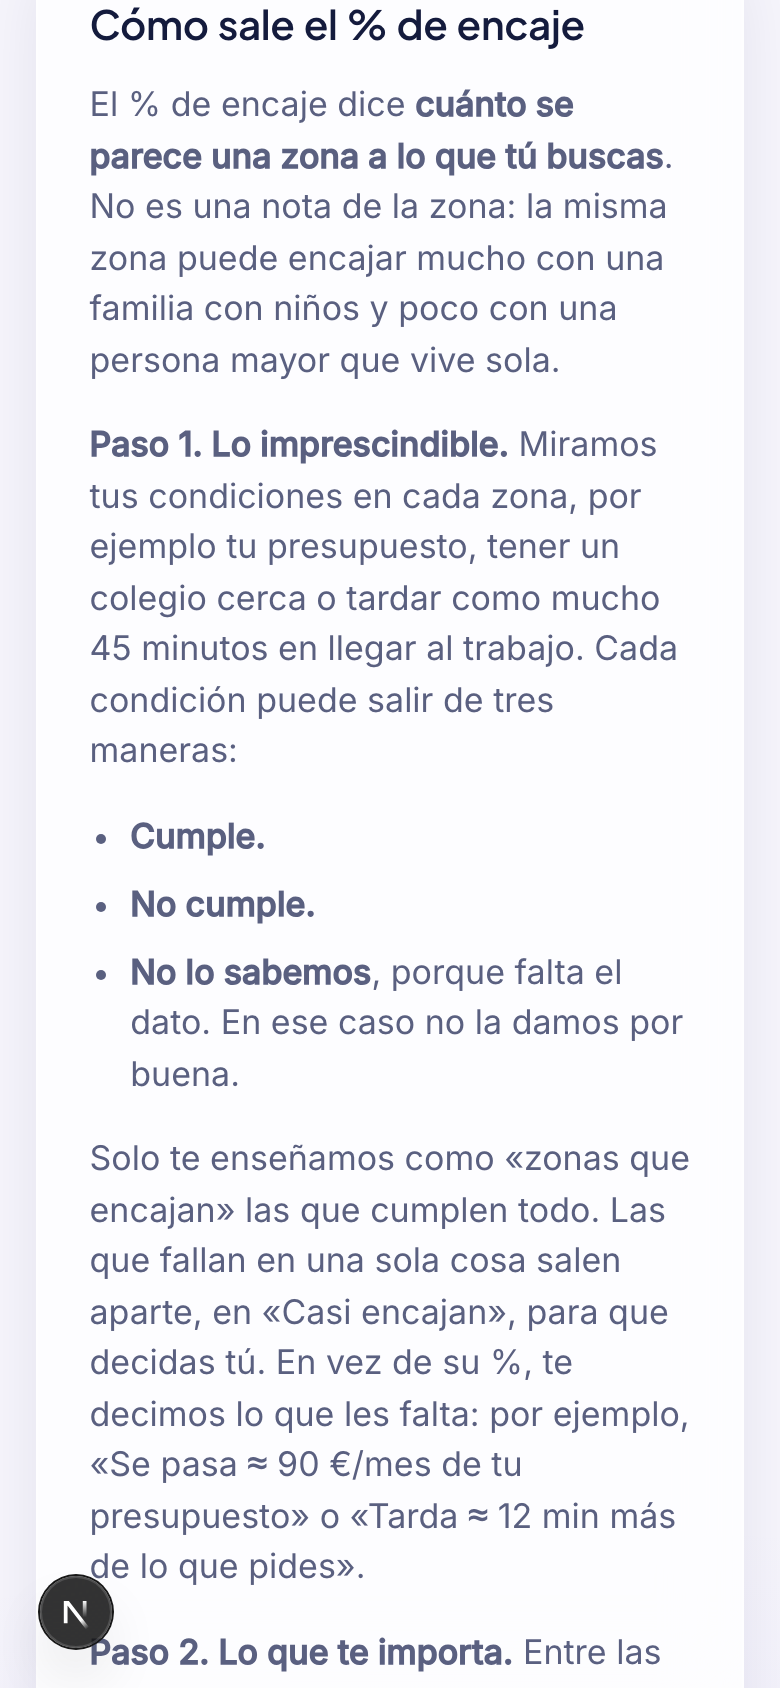 Cómo sale el % de encaje
El % de encaje dice cuánto se
parece una zona a lo que tú buscas.
No es una nota de la zona: la misma
zona puede encajar mucho con una
familia con niños y poco con una
persona mayor que vive sola.
Paso 1. Lo imprescindible. Miramos
tus condiciones en cada zona, por
ejemplo tu presupuesto, tener un
colegio cerca o tardar como mucho
45 minutos en llegar al trabajo. Cada
condición puede salir de tres
maneras:
• Cumple.
• No cumple.
• No lo sabemos, porque falta el
dato. En ese caso no la damos por
buena.
Solo te enseñamos como «zonas que
encajan» las que cumplen todo. Las
que fallan en una sola cosa salen
aparte, en «Casi encajan», para que
decidas tú. En vez de su %, te
decimos lo que les falta: por ejemplo,
«Se pasa ≈ 90 €/mes de tu
presupuesto» o «Tarda ≈ 12 min más
de lo que pides».
N
Paso 2. Lo que te importa. Entre las